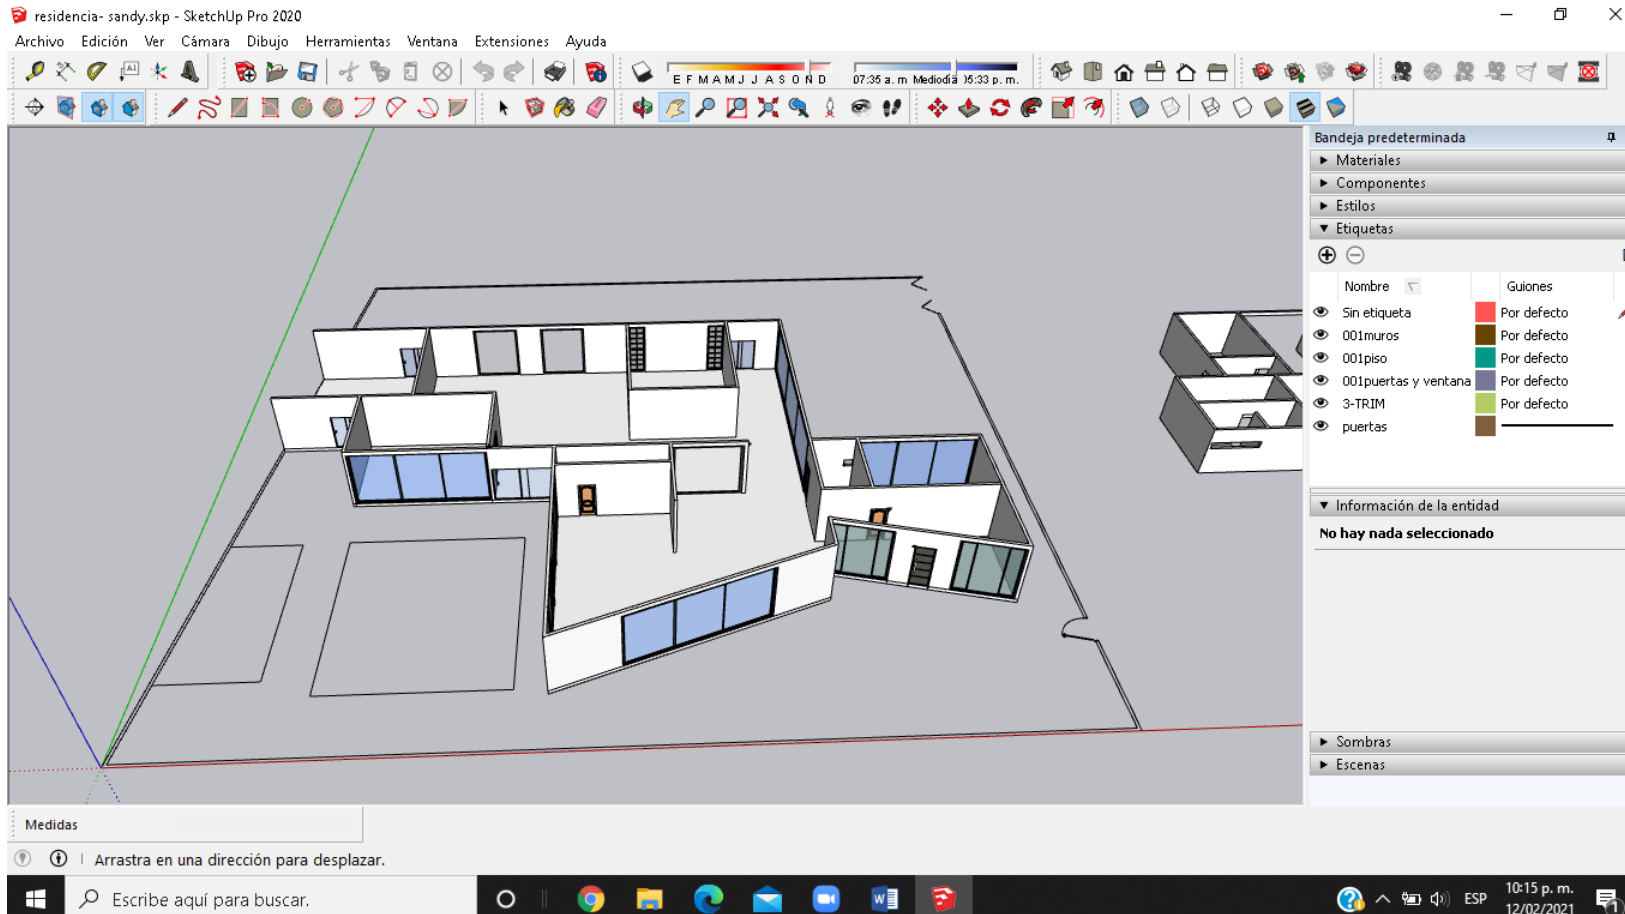 residencia- sandy.skp - SketchUp Pro 2020
Archivo Edición Ver Cámara Dibujo Herramientas Ventana Extensiones Ayuda
A1
E F M A M J J A S O N D 07:35 a. m Mediodía 05:33 p. m.
Bandeja predeterminada
Materiales
Componentes
Estilos
Etiquetas
Nombre Guiones
Sin etiqueta Por defecto
001muros Por defecto
001piso Por defecto
001puertas y ventana Por defecto
3-TRIM Por defecto
puertas
Información de la entidad
No hay nada seleccionado
Sombras
Escenas
Medidas
Arrastra en una dirección para desplazar.
Escribe aquí para buscar.
ESP
10:15 p. m.
12/02/2021
1